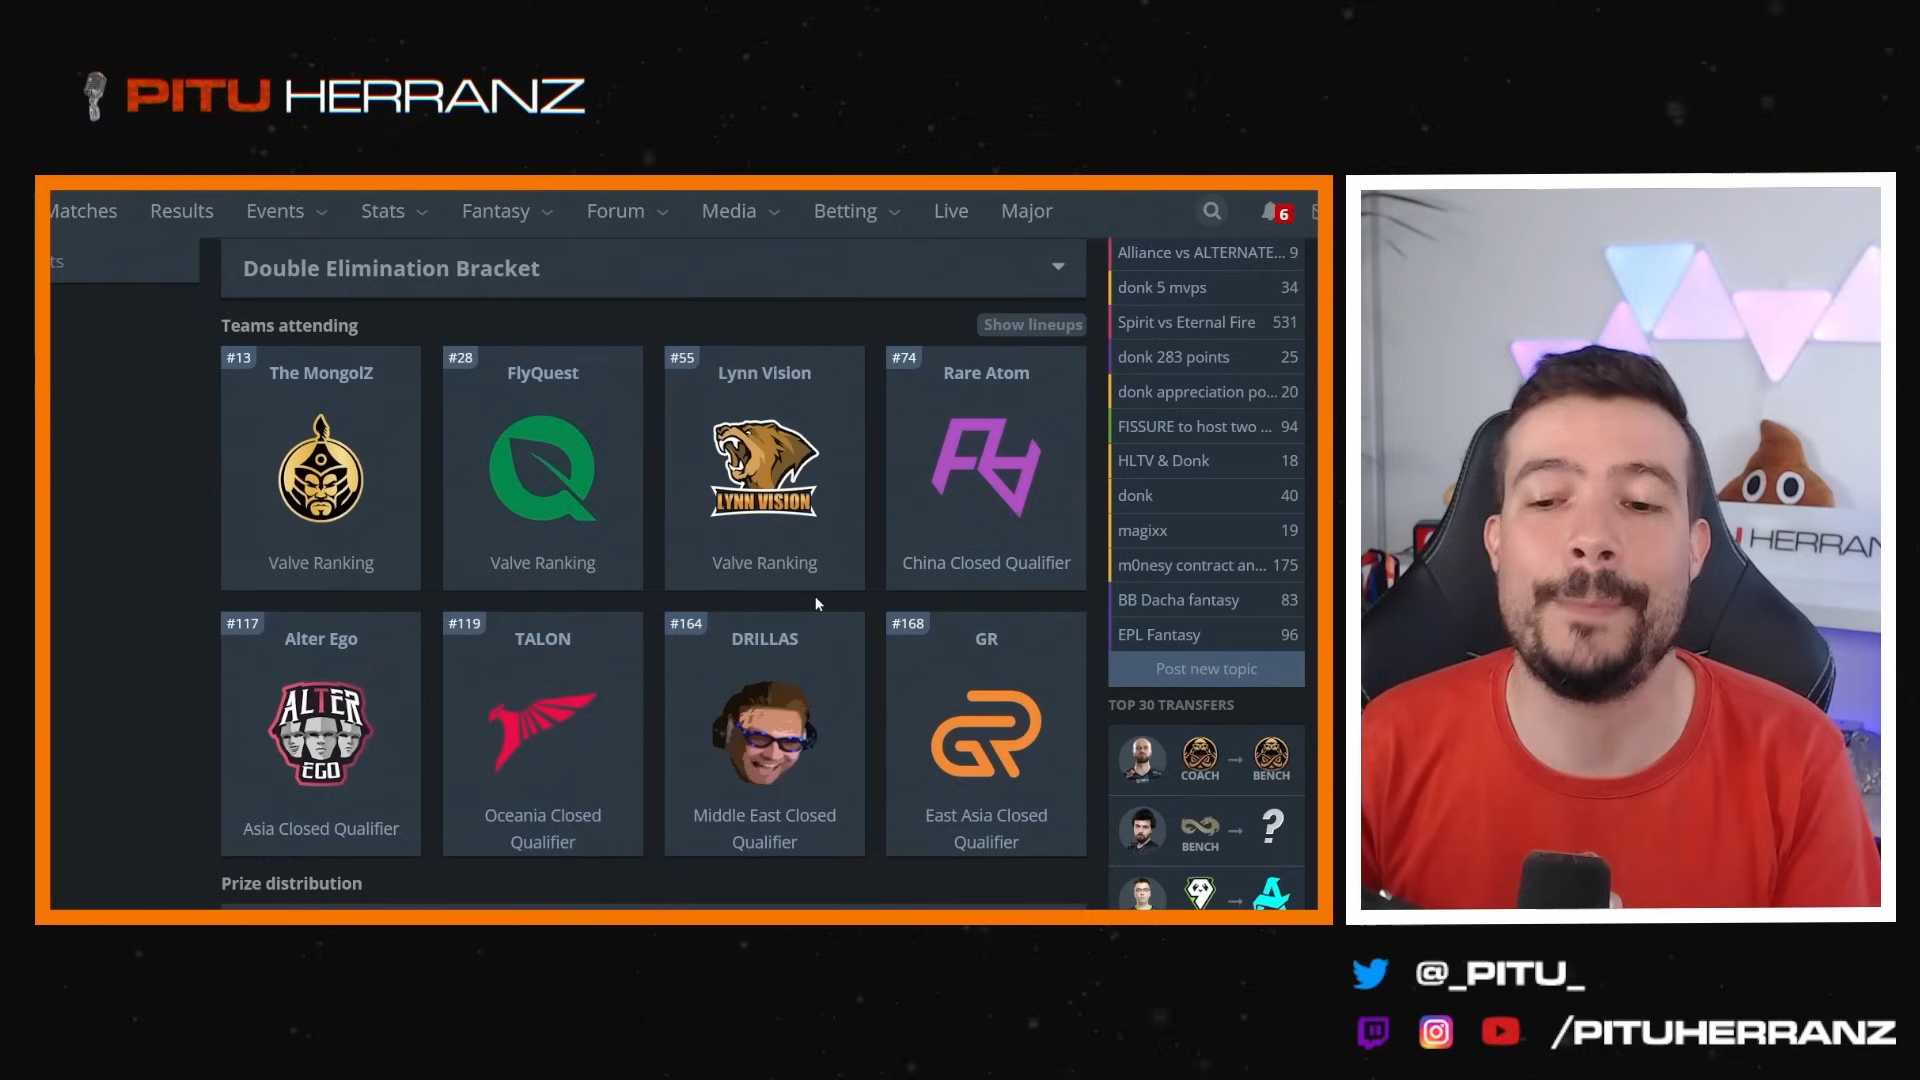 PITU HERRANZ
Matches Results Events Stats Fantasy Forum Media Betting Live Major 6
ts
Double Elimination Bracket
Teams attending
Show lineups
#13
The MongolZ
Valve Ranking
#28
FlyQuest
Valve Ranking
#55
Lynn Vision
LYNN VISION
Valve Ranking
#74
Rare Atom
China Closed Qualifier
#117
Alter Ego
ALTER
EGO
Asia Closed Qualifier
#119
TALON
Oceania Closed
Qualifier
#164
DRILLAS
Middle East Closed
Qualifier
#168
GR
GR
East Asia Closed
Qualifier
Prize distribution
Alliance vs ALTERNATE... 9
donk 5 mvps 34
Spirit vs Eternal Fire 531
donk 283 points 25
donk appreciation po... 20
FISSURE to host two ... 94
HLTV & Donk 18
donk 40
magixx 19
m0nesy contract an... 175
BB Dacha fantasy 83
EPL Fantasy 96
Post new topic
TOP 30 TRANSFERS
COACH BENCH
BENCH ?
HERRAN
@_PITU_
/PITUHERRANZ